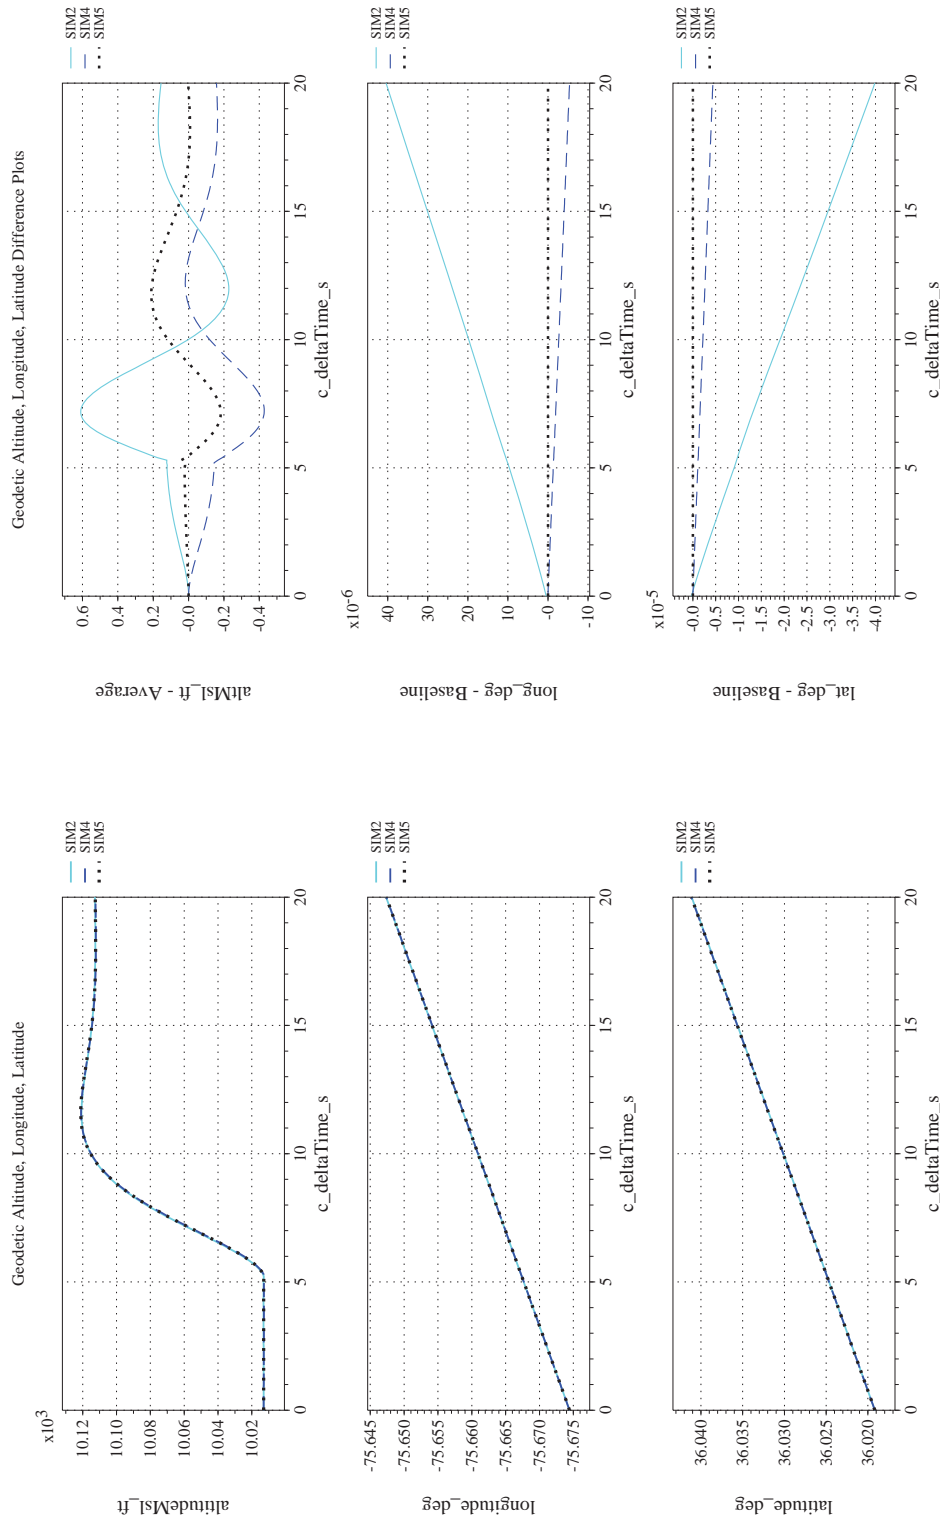 Geodetic Altitude, Longitude, Latitude
x10^3
altitudeMsl_ft
10.12
10.10
10.08
10.06
10.04
10.02
0
5
10
15
20
c_deltaTime_s
SIM2
SIM4
SIM5
longitude_deg
-75.645
-75.650
-75.655
-75.660
-75.665
-75.670
-75.675
0
5
10
15
20
c_deltaTime_s
SIM2
SIM4
SIM5
latitude_deg
36.040
36.035
36.030
36.025
36.020
0
5
10
15
20
c_deltaTime_s
SIM2
SIM4
SIM5
Geodetic Altitude, Longitude, Latitude Difference Plots
altMsl_ft - Average
0.6
0.4
0.2
-0.0
-0.2
-0.4
0
5
10
15
20
c_deltaTime_s
SIM2
SIM4
SIM5
x10^-6
long_deg - Baseline
40
30
20
10
0
-10
0
5
10
15
20
c_deltaTime_s
SIM2
SIM4
SIM5
x10^-5
lat_deg - Baseline
-0.0
-0.5
-1.0
-1.5
-2.0
-2.5
-3.0
-3.5
-4.0
0
5
10
15
20
c_deltaTime_s
SIM2
SIM4
SIM5